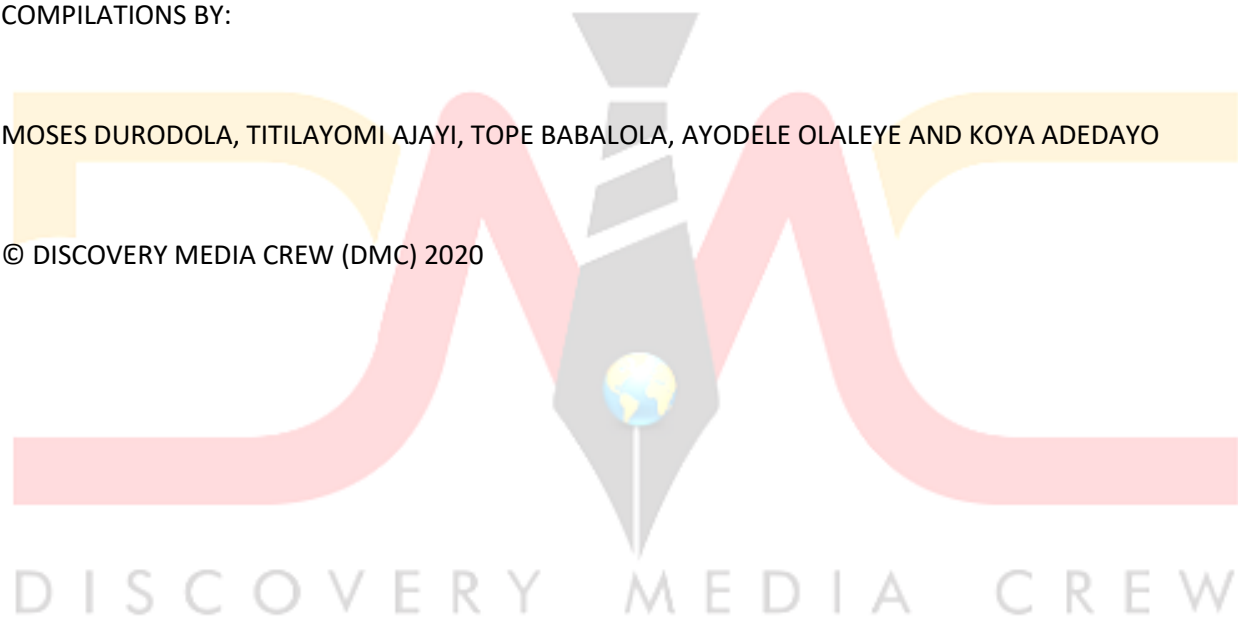 COMPILATIONS BY:
MOSES DURODOLA, TITILAYOMI AJAYI, TOPE BABALOLA, AYODELE OLALEYE AND KOYA ADEDAYO
© DISCOVERY MEDIA CREW (DMC) 2020
DMC
DISCOVERY MEDIA CREW